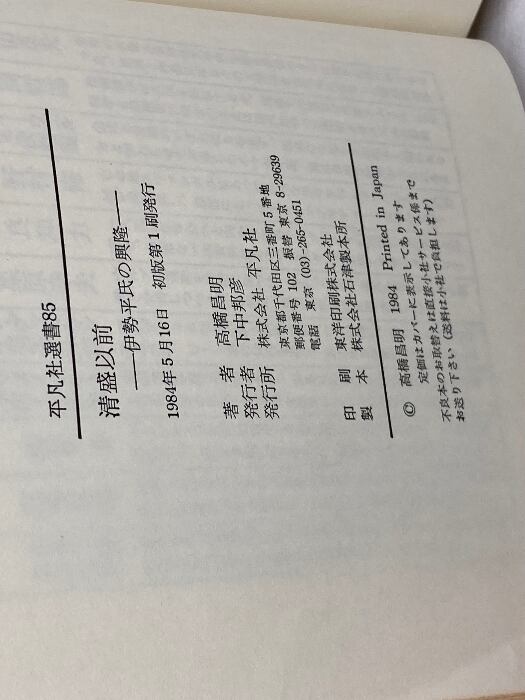 平凡社選書85
清盛以前
——伊勢平氏の興隆——
1984年5月16日 初版第1刷発行
著者 高橋昌明
発行者 下中邦彦
発行所 株式会社 平凡社
東京都千代田区三番町5番地
郵便番号 102 振替 東京 8-29639
電話 東京 (03)-265-0451
印刷 東洋印刷株式会社
製本 株式会社石津製本所
© 高橋昌明 1984 Printed in Japan
定価はカバーに表示してあります
不良本のお取替えは直接小社サービス係まで
お送り下さい(送料は小社で負担します)